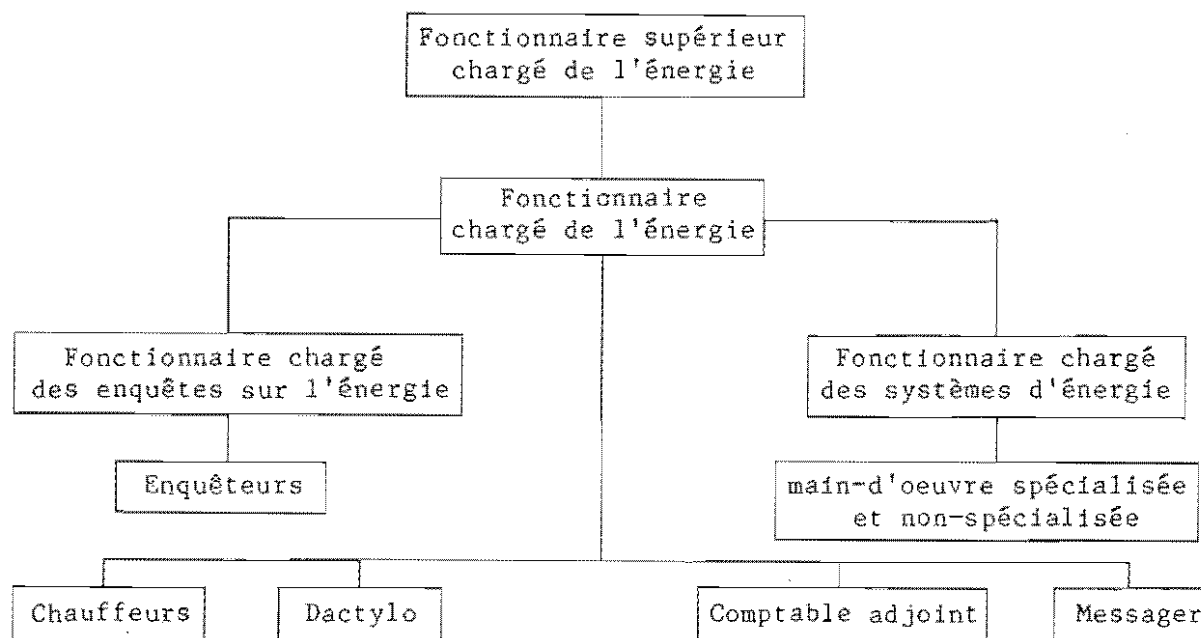 Fonctionnaire supérieur
chargé de l'énergie
Fonctionnaire
chargé de l'énergie
Fonctionnaire chargé
des enquêtes sur l'énergie
Fonctionnaire chargé
des systèmes d'énergie
Enquêteurs
main-d'oeuvre spécialisée
et non-spécialisée
Chauffeurs
Dactylo
Comptable adjoint
Messager